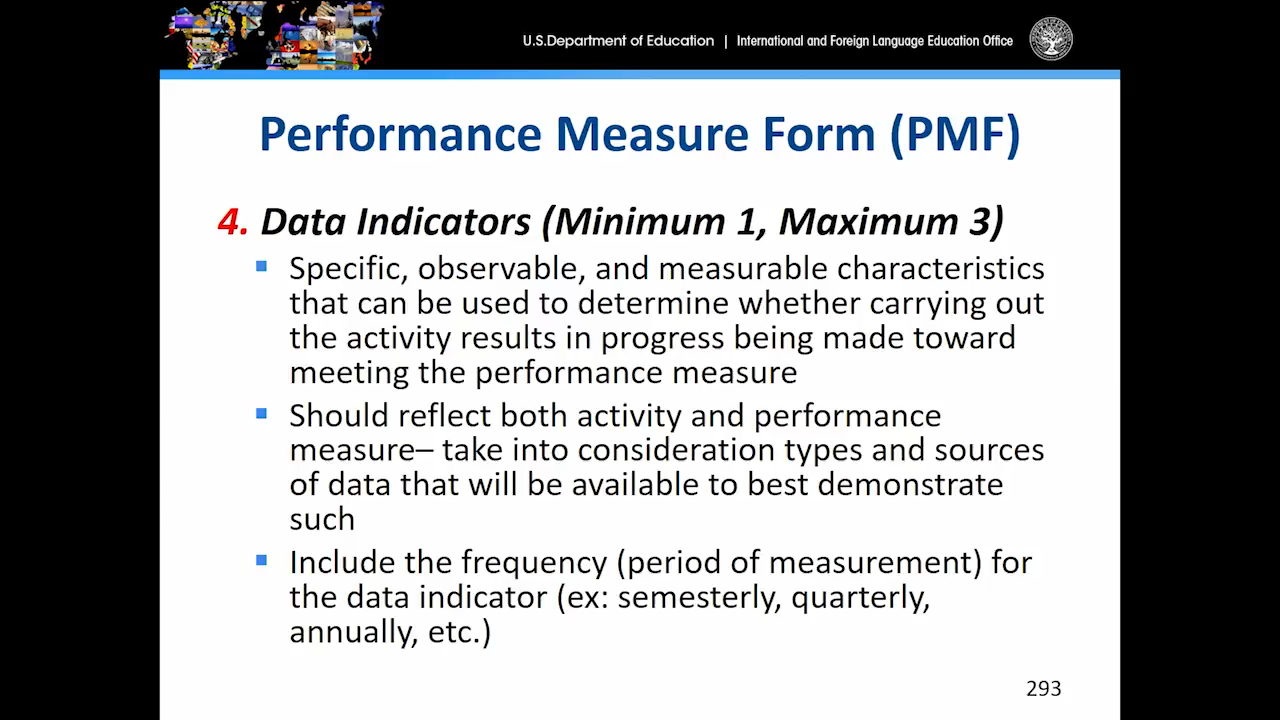 U.S.Department of Education | International and Foreign Language Education Office
Performance Measure Form (PMF)
4. Data Indicators (Minimum 1, Maximum 3)
▪ Specific, observable, and measurable characteristics
that can be used to determine whether carrying out
the activity results in progress being made toward
meeting the performance measure
▪ Should reflect both activity and performance
measure– take into consideration types and sources
of data that will be available to best demonstrate
such
▪ Include the frequency (period of measurement) for
the data indicator (ex: semesterly, quarterly,
annually, etc.)
293